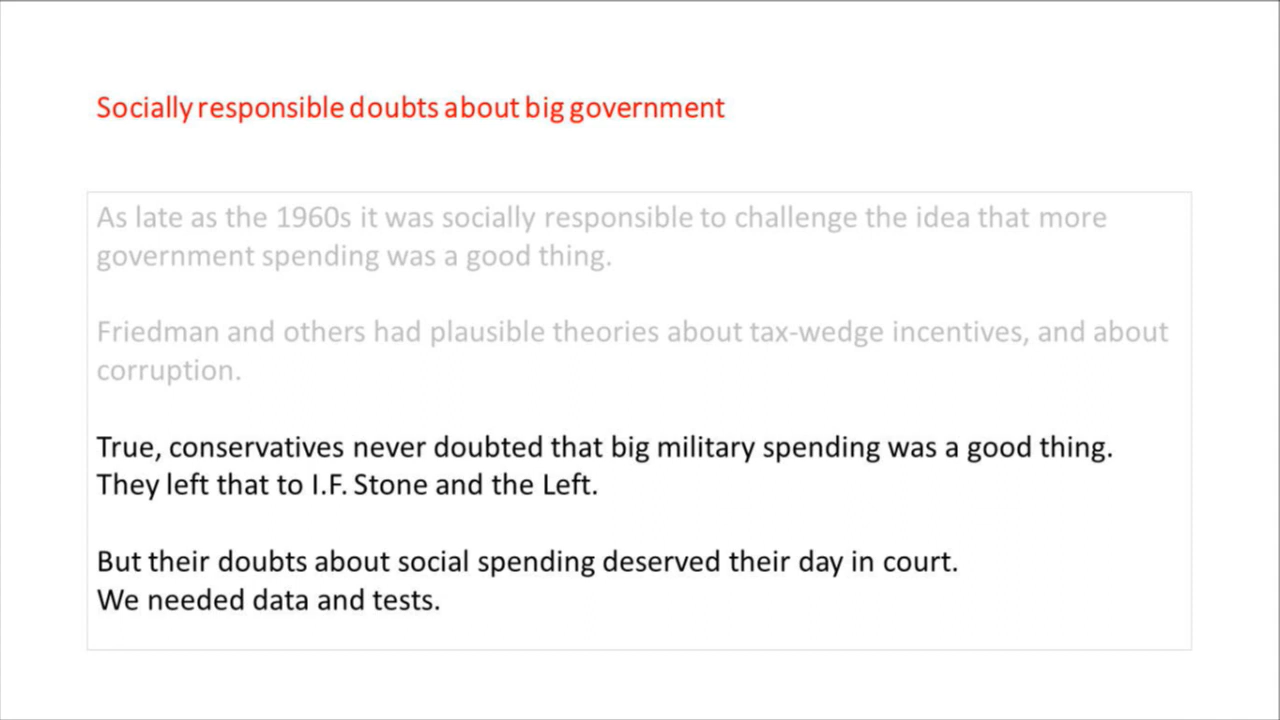 Socially responsible doubts about big government
As late as the 1960s it was socially responsible to challenge the idea that more
government spending was a good thing.
Friedman and others had plausible theories about tax-wedge incentives, and about
corruption.
True, conservatives never doubted that big military spending was a good thing.
They left that to I.F. Stone and the Left.
But their doubts about social spending deserved their day in court.
We needed data and tests.